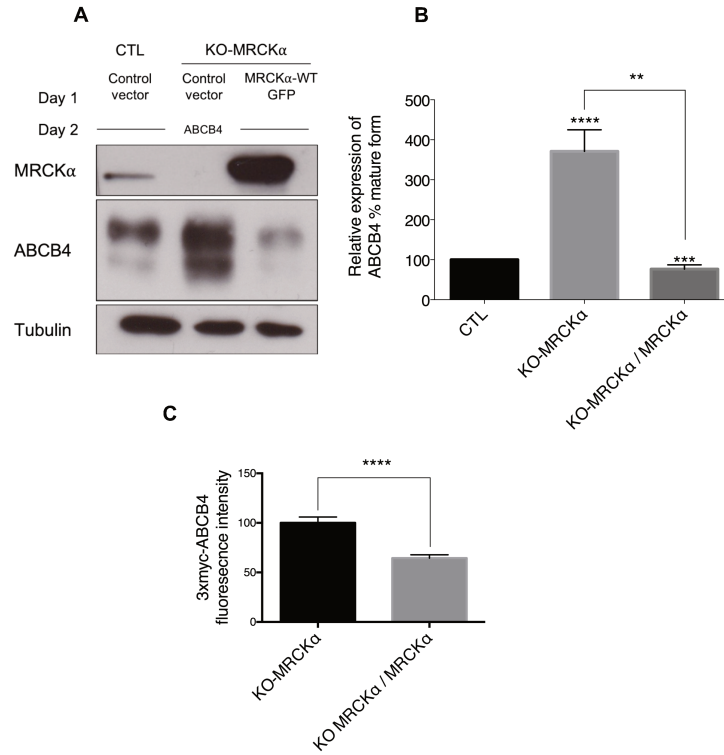 A
CTL KO-MRCKα
Control vector Control vector MRCKα-WT GFP
Day 1
Day 2 ABCB4
MRCKα
ABCB4
Tubulin
B
Relative expression of
ABCB4 % mature form
500
400
300
200
100
0
**
****
***
CTL
KO-MRCKα
KO-MRCKα / MRCKα
C
3xmyc-ABCB4
fluoresecnce intensity
150
100
50
0
****
KO-MRCKα
KO MRCKα / MRCKα